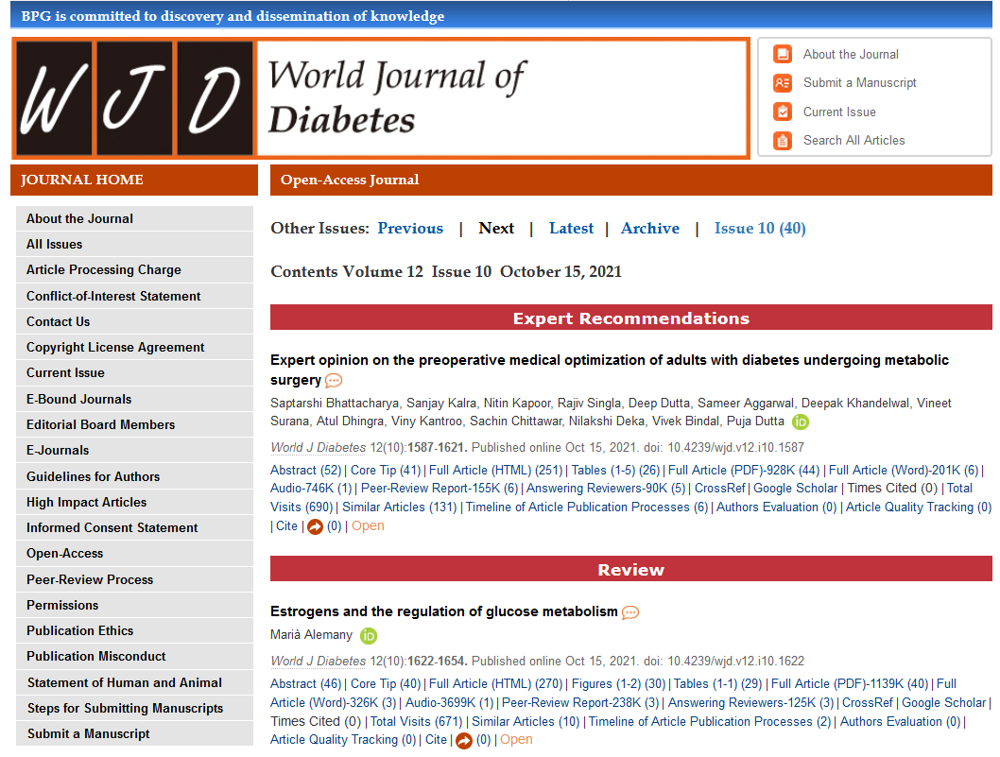 BPG is committed to discovery and dissemination of knowledge
WJD
World Journal of
Diabetes
About the Journal
Submit a Manuscript
Current Issue
Search All Articles
JOURNAL HOME
About the Journal
All Issues
Article Processing Charge
Conflict-of-Interest Statement
Contact Us
Copyright License Agreement
Current Issue
E-Bound Journals
Editorial Board Members
E-Journals
Guidelines for Authors
High Impact Articles
Informed Consent Statement
Open-Access
Peer-Review Process
Permissions
Publication Ethics
Publication Misconduct
Statement of Human and Animal
Steps for Submitting Manuscripts
Submit a Manuscript
Open-Access Journal
Other Issues: Previous | Next | Latest | Archive | Issue 10 (40)
Contents Volume 12 Issue 10 October 15, 2021
Expert Recommendations
Expert opinion on the preoperative medical optimization of adults with diabetes undergoing metabolic
surgery
Saptarshi Bhattacharya, Sanjay Kalra, Nitin Kapoor, Rajiv Singla, Deep Dutta, Sameer Aggarwal, Deepak Khandelwal, Vineet
Surana, Atul Dhingra, Viny Kantroo, Sachin Chittawar, Nilakshi Deka, Vivek Bindal, Puja Dutta iD
World J Diabetes 12(10):1587-1621. Published online Oct 15, 2021. doi: 10.4239/wjd.v12.i10.1587
Abstract (52) | Core Tip (41) | Full Article (HTML) (251) | Tables (1-5) (26) | Full Article (PDF)-928K (44) | Full Article (Word)-201K (6) |
Audio-746K (1) | Peer-Review Report-155K (6) | Answering Reviewers-90K (5) | CrossRef | Google Scholar | Times Cited (0) | Total
Visits (690) | Similar Articles (131) | Timeline of Article Publication Processes (6) | Authors Evaluation (0) | Article Quality Tracking (0)
| Cite | (0) | Open
Review
Estrogens and the regulation of glucose metabolism
Marià Alemany iD
World J Diabetes 12(10):1622-1654. Published online Oct 15, 2021. doi: 10.4239/wjd.v12.i10.1622
Abstract (46) | Core Tip (40) | Full Article (HTML) (270) | Figures (1-2) (30) | Tables (1-1) (29) | Full Article (PDF)-1139K (40) | Full
Article (Word)-326K (3) | Audio-3699K (1) | Peer-Review Report-238K (3) | Answering Reviewers-125K (3) | CrossRef | Google Scholar |
Times Cited (0) | Total Visits (671) | Similar Articles (10) | Timeline of Article Publication Processes (2) | Authors Evaluation (0) |
Article Quality Tracking (0) | Cite | (0) | Open